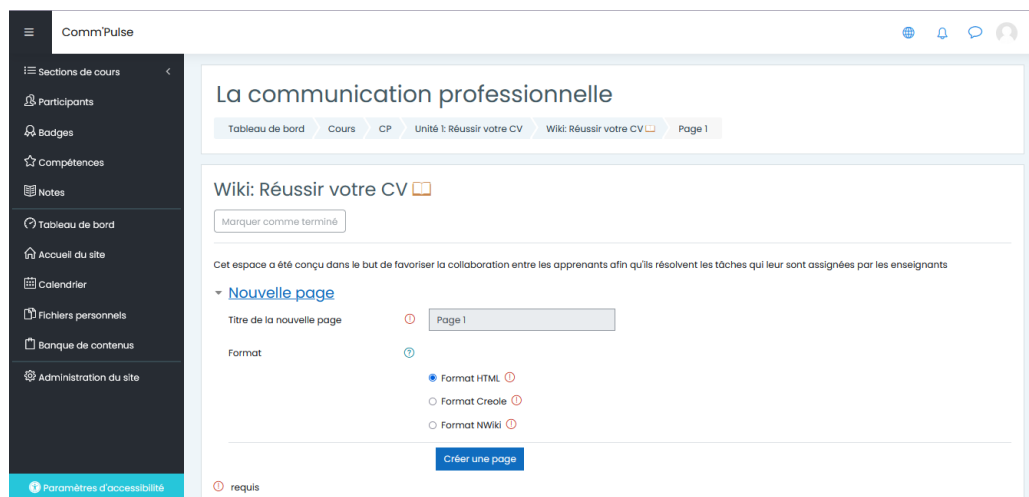 Comm'Pulse
Sections de cours
Participants
Badges
Compétences
Notes
Tableau de bord
Accueil du site
Calendrier
Fichiers personnels
Banque de contenus
Administration du site
Paramètres d'accessibilité
La communication professionnelle
Tableau de bord Cours CP Unité 1: Réussir votre CV Wiki: Réussir votre CV Page 1
Wiki: Réussir votre CV
Marquer comme terminé
Cet espace a été conçu dans le but de favoriser la collaboration entre les apprenants afin qu'ils résolvent les tâches qui leur sont assignées par les enseignants
Nouvelle page
Titre de la nouvelle page Page 1
Format
Format HTML
Format Creole
Format NWiki
Créer une page
requis